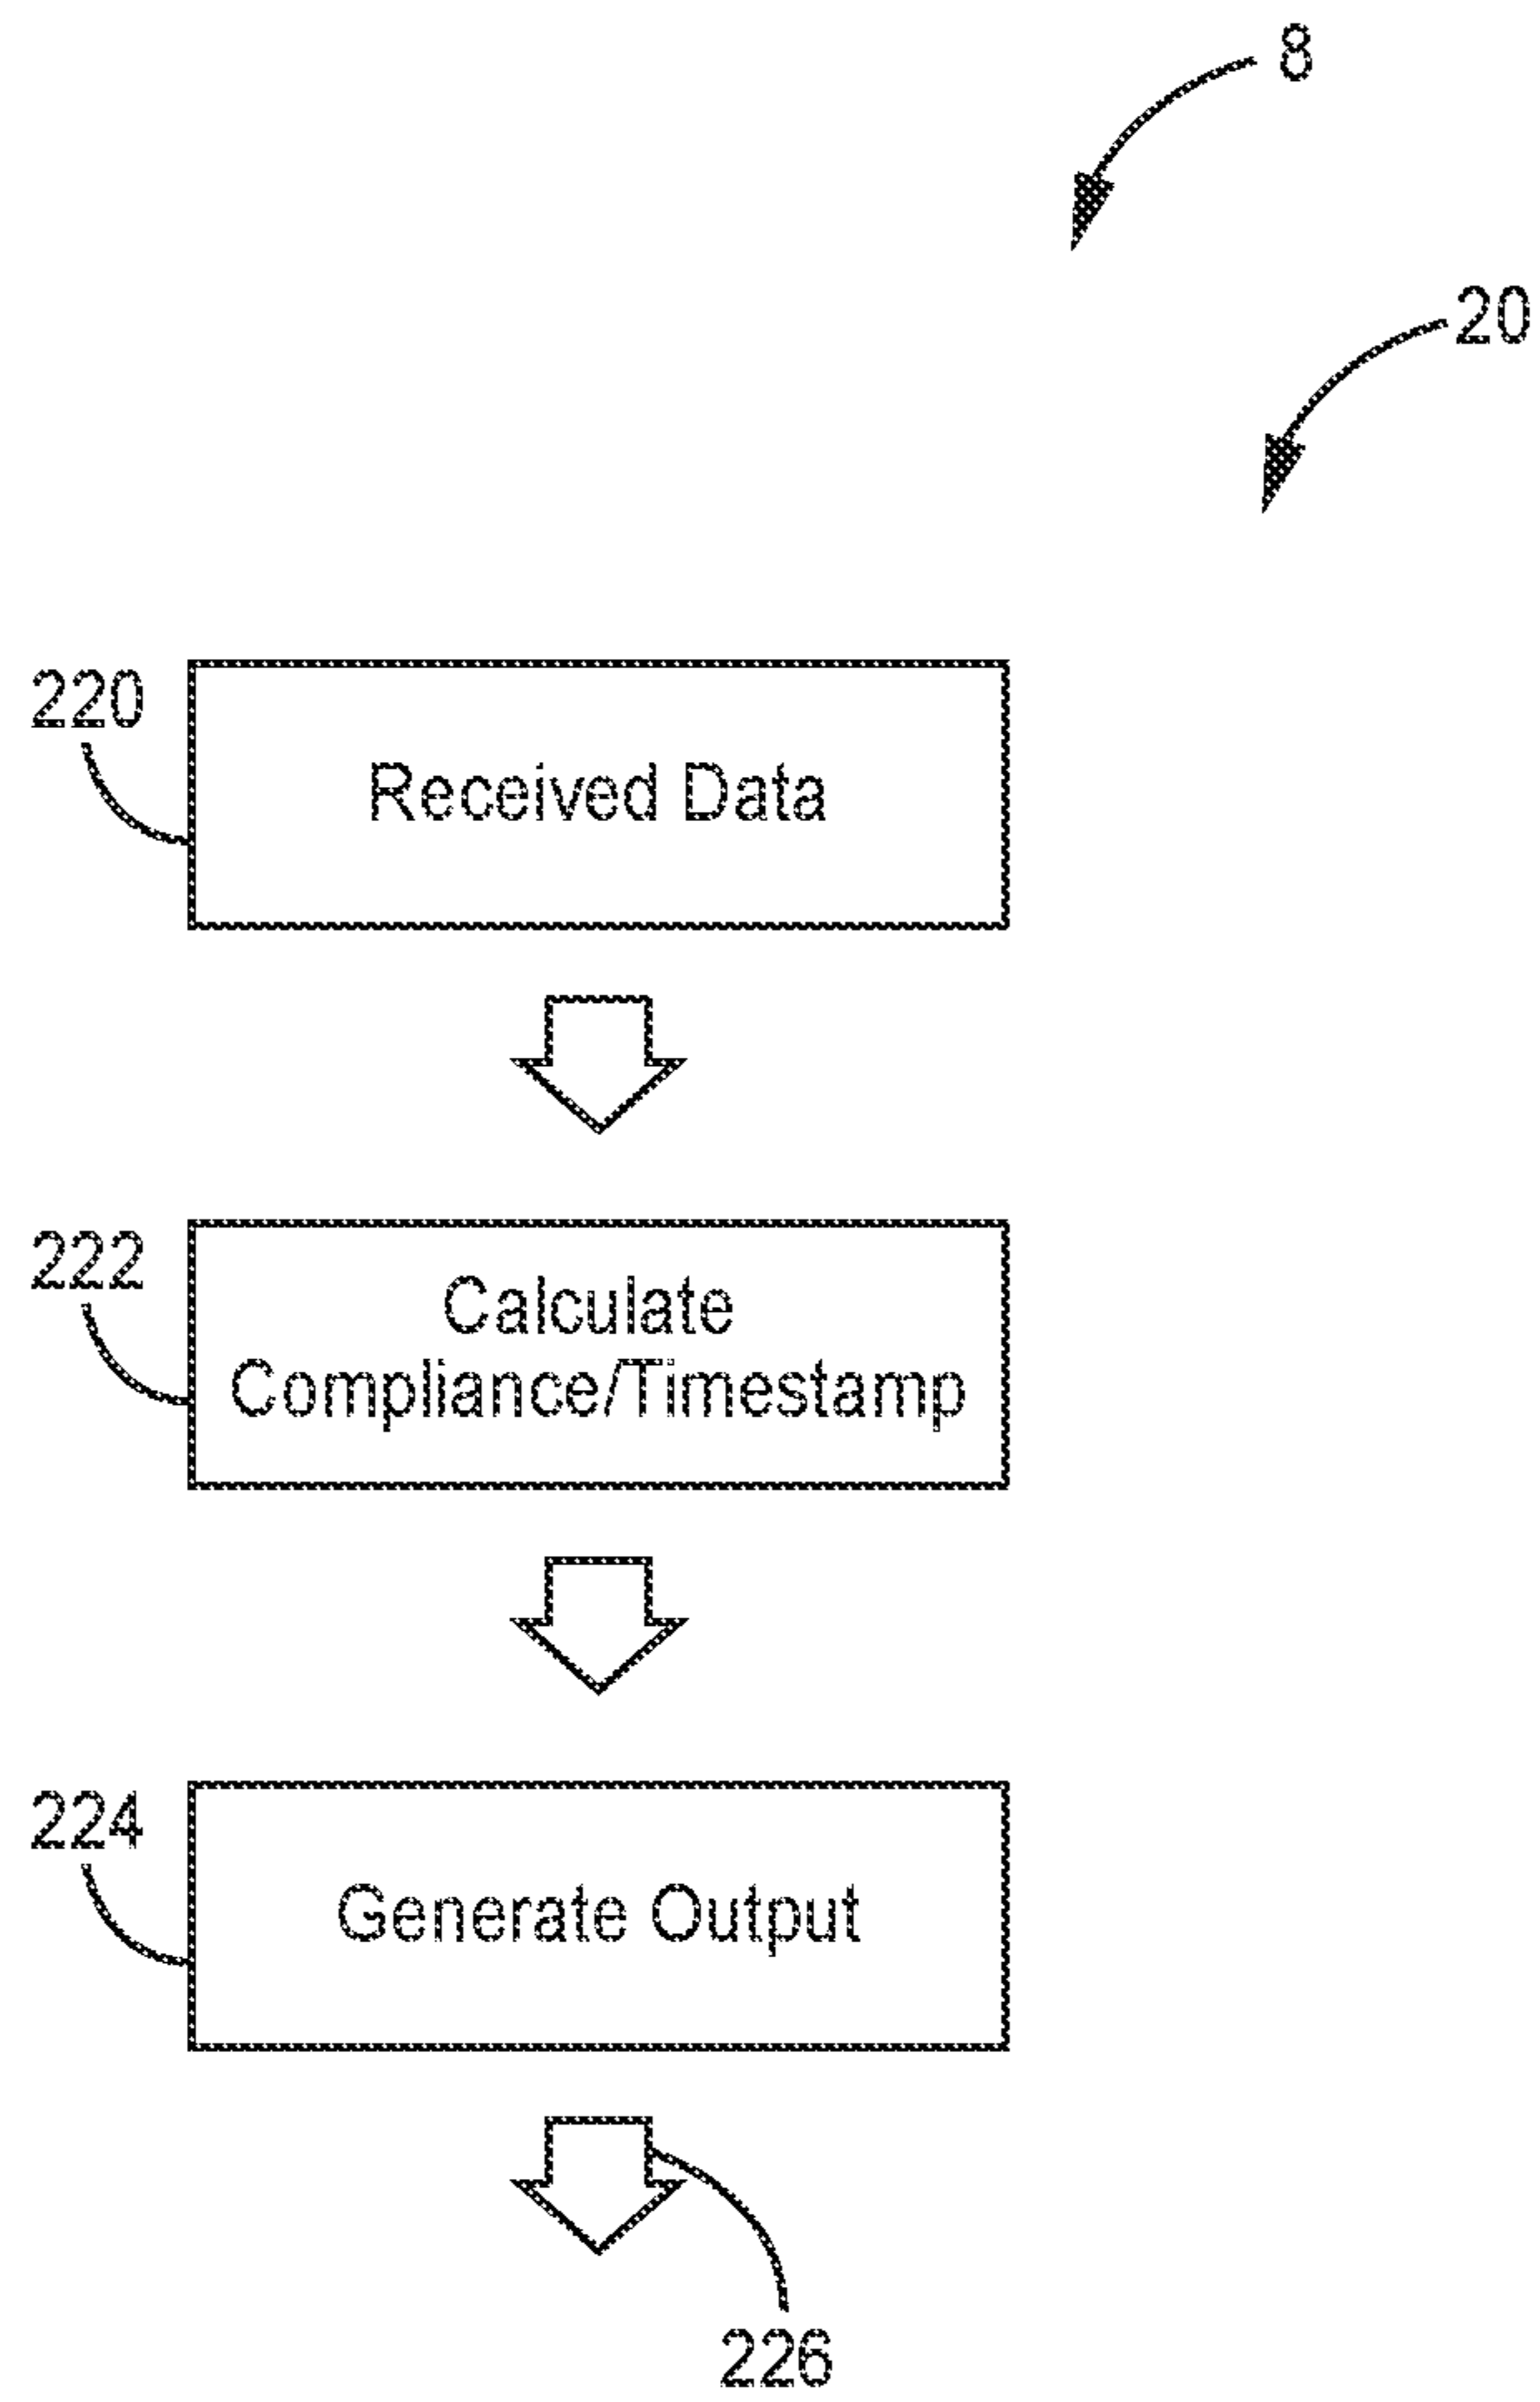 8
20
220
Received Data
222
Calculate
Compliance/Timestamp
224
Generate Output
226